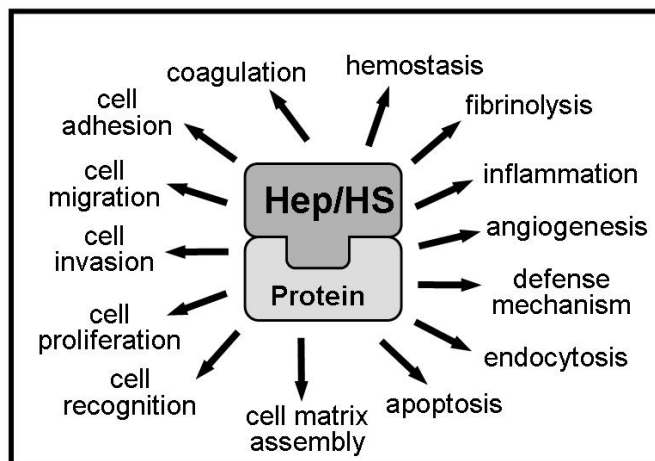 coagulation
hemostasis
cell
adhesion
fibrinolysis
cell
migration
inflammation
Hep/HS
cell
invasion
angiogenesis
Protein
defense
mechanism
cell
proliferation
endocytosis
cell
recognition
cell matrix
assembly
apoptosis